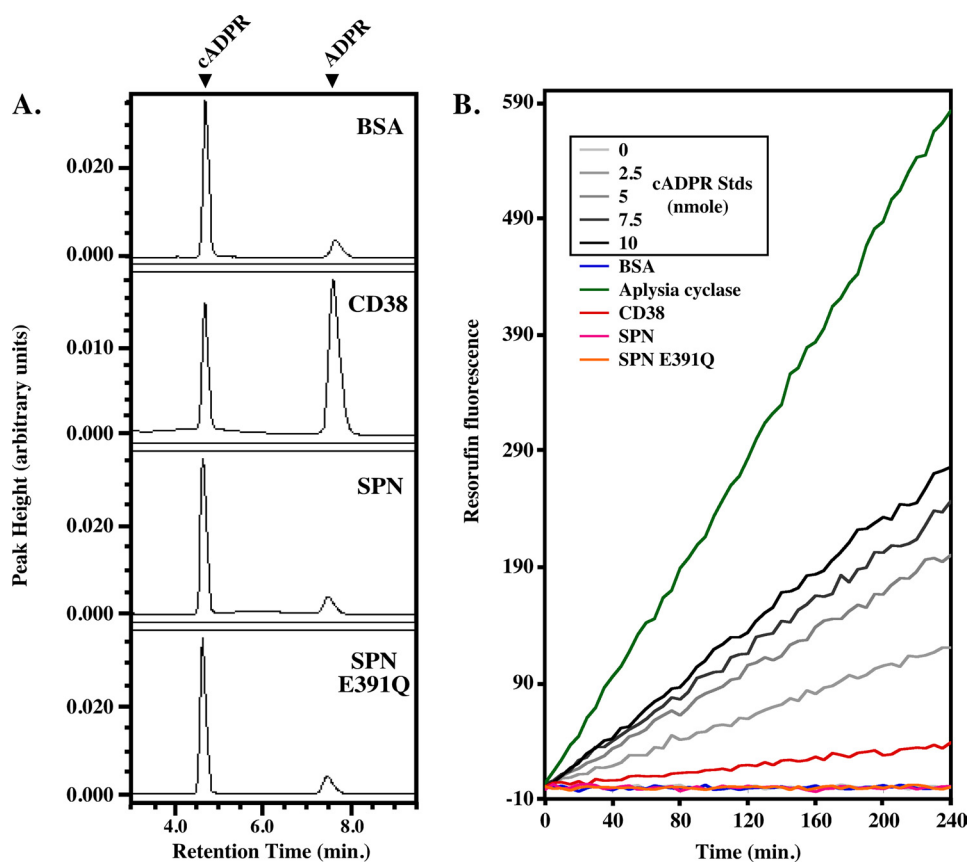 A.
cADPR
ADPR
BSA
0.020
0.000
CD38
0.010
0.000
SPN
0.020
0.000
SPN
E391Q
0.020
0.000
4.0 6.0 8.0
Retention Time (min.)
Peak Height (arbitrary units)
B.
590
490
390
290
190
90
-10
Resorufin fluorescence
0
2.5
5
7.5
10
cADPR Stds
(nmole)
BSA
Aplysia cyclase
CD38
SPN
SPN E391Q
0 40 80 120 160 200 240
Time (min.)